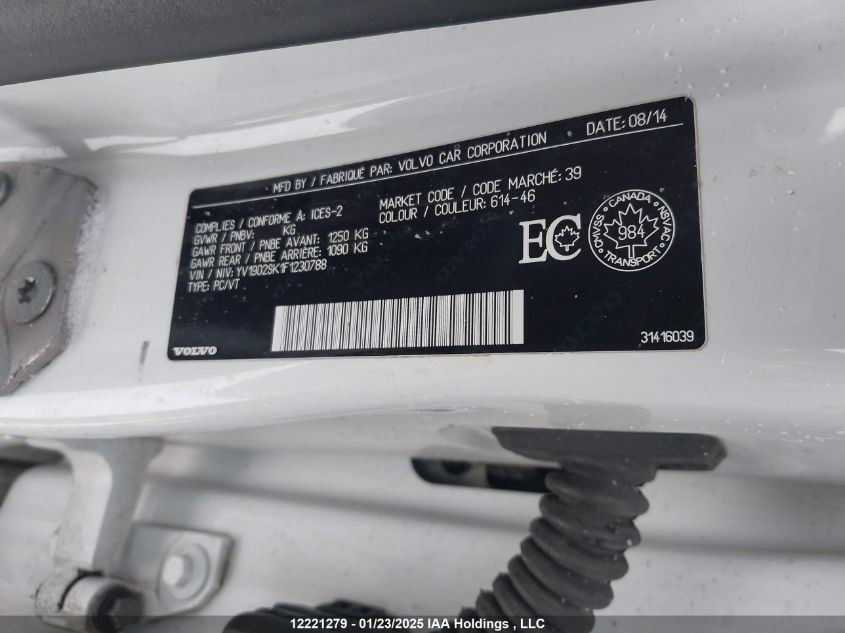 MFD BY / FABRIQUÉ PAR: VOLVO CAR CORPORATION DATE: 08/14
COMPLIES / CONFORME À: ICES-2
GVWR / PNBV: KG
GAWR FRONT / PNBE AVANT: 1250 KG
GAWR REAR / PNBE ARRIÈRE: 1090 KG
VIN / NIV: YV1902SK1F1230788
TYPE: PC/VT
MARKET CODE / CODE MARCHÉ: 39
COLOUR / COULEUR: 614-46
EC
CANADA
CMVSS NSVAC
984
TRANSPORT
VOLVO
31416039
12221279 - 01/23/2025 IAA Holdings , LLC